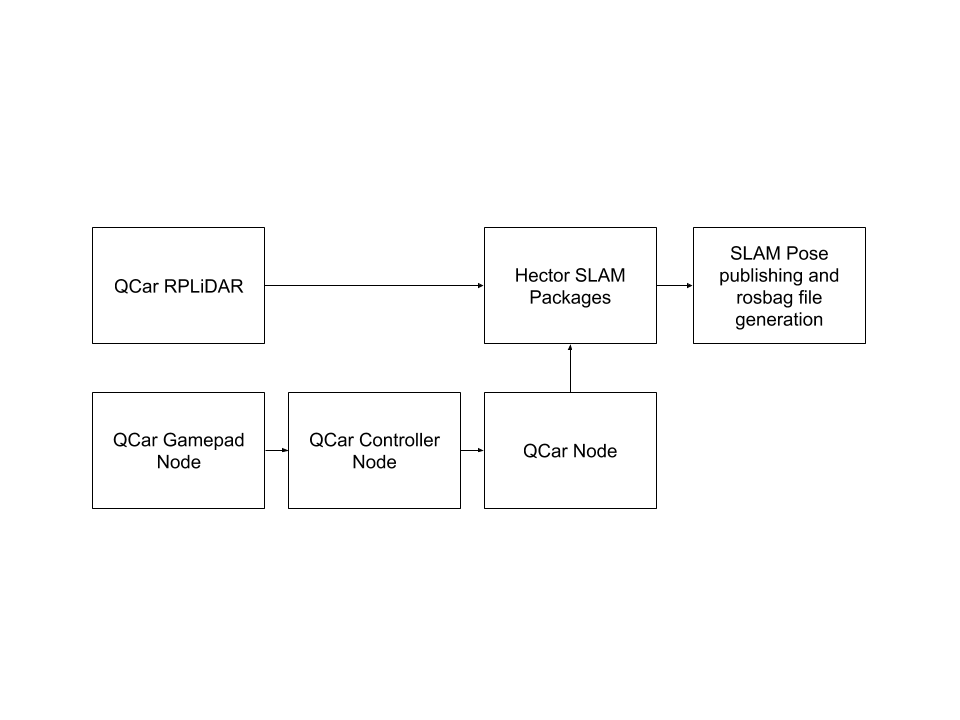 QCar RPLiDAR
Hector SLAM
Packages
SLAM Pose
publishing and
rosbag file
generation
QCar Gamepad
Node
QCar Controller
Node
QCar Node